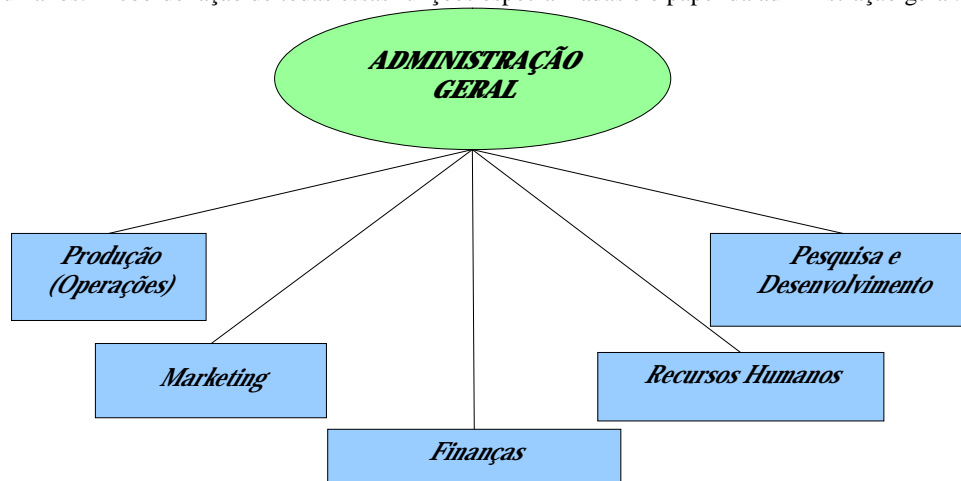 ADMINISTRAÇÃO
GERAL
Produção
(Operações)
Pesquisa e
Desenvolvimento
Marketing
Recursos Humanos
Finanças